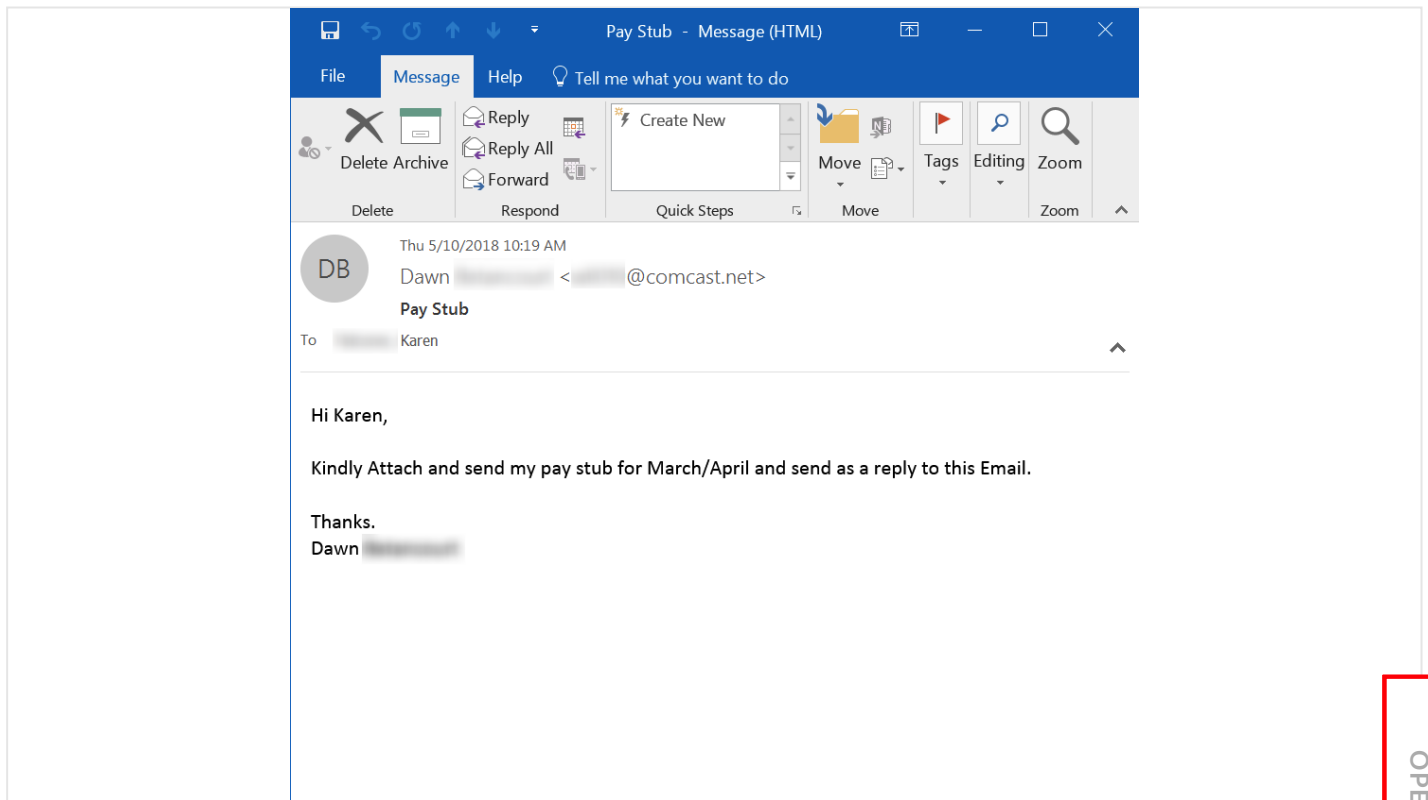 Pay Stub - Message (HTML)
File Message Help Tell me what you want to do
Delete Archive
Reply
Reply All
Forward
Create New
Move
Tags Editing Zoom
Delete Respond Quick Steps Move Zoom
DB
Thu 5/10/2018 10:19 AM
Dawn < @comcast.net>
Pay Stub
To Karen
Hi Karen,
Kindly Attach and send my pay stub for March/April and send as a reply to this Email.
Thanks.
Dawn